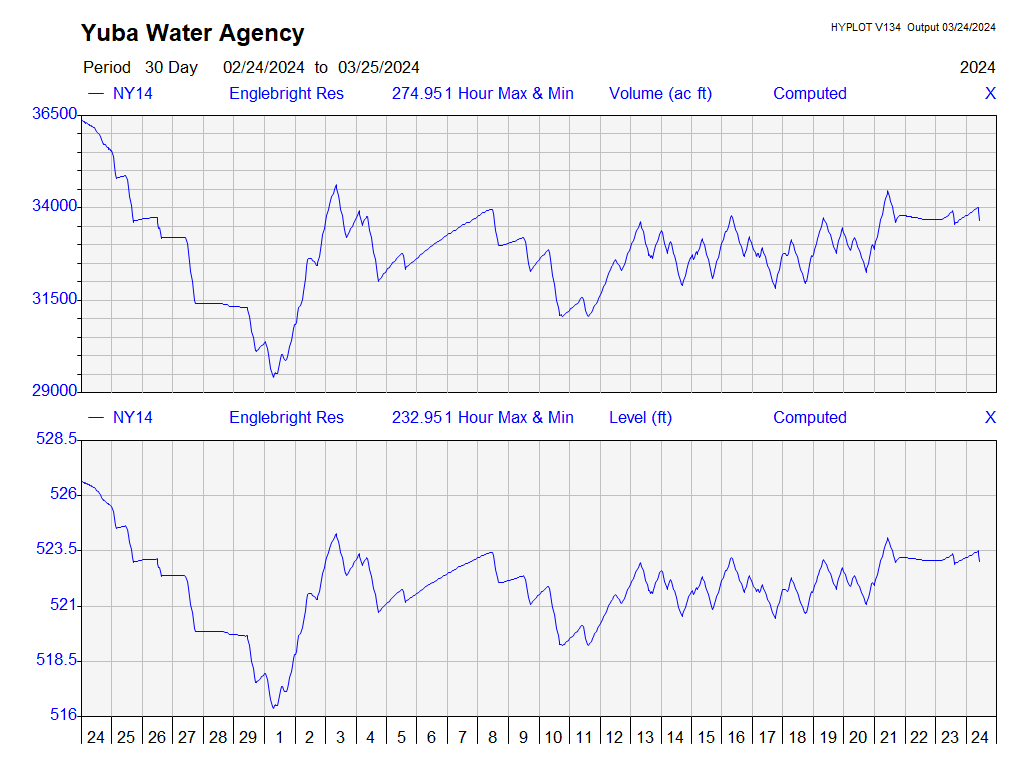 Yuba Water Agency
HYPLOT V134 Output 03/24/2024
Period 30 Day 02/24/2024 to 03/25/2024 2024
NY14 Englebright Res 274.951 Hour Max & Min Volume (ac ft) Computed X
36500
34000
31500
29000
NY14 Englebright Res 232.951 Hour Max & Min Level (ft) Computed X
528.5
526
523.5
521
518.5
516
24 25 26 27 28 29 1 2 3 4 5 6 7 8 9 10 11 12 13 14 15 16 17 18 19 20 21 22 23 24